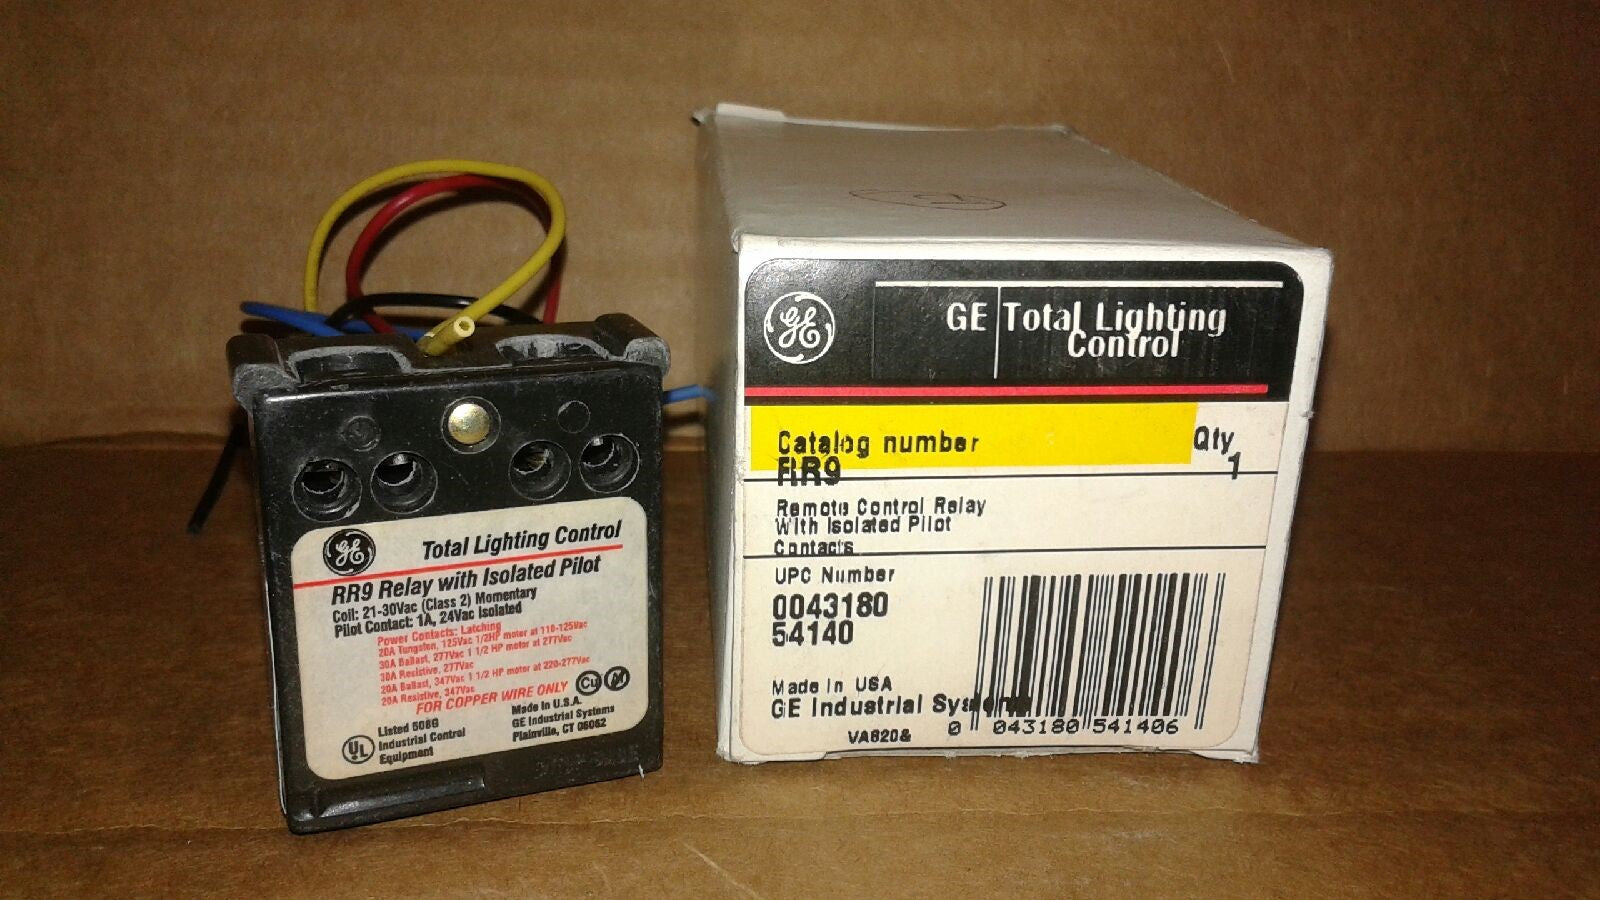 GE
Total Lighting Control
RR9 Relay with Isolated Pilot
Coil: 21-30Vac (Class 2) Momentary
Pilot Contact: 1A, 24Vac Isolated
Power Contacts: Latching
20A Tungsten, 125Vac 1/2HP motor at 110-125Vac
30A Ballast, 277Vac 1 1/2 HP motor at 277Vac
30A Resistive, 277Vac
20A Ballast, 347Vac 1 1/2 HP motor at 220-277Vac
20A Resistive, 347Vac
FOR COPPER WIRE ONLY Cu
UL
Listed 508G
Industrial Control
Equipment
Made in U.S.A.
GE Industrial Systems
Plainville, CT 06062
GE
GE Total Lighting
Control
Catalog number Qty
RR9 1
Remote Control Relay
With Isolated Pilot
Contacts
UPC Number
0043180
54140
Made In USA
GE Industrial Systems
0 043180 541406